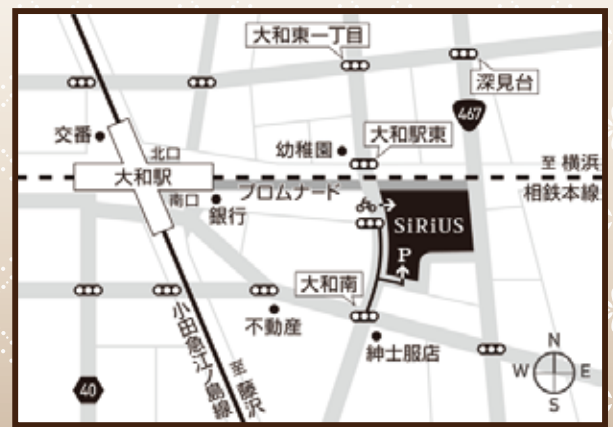 大和東一丁目
深見台
467
交番
北口
幼稚園
大和駅東
至 横浜
大和駅
相鉄本線
プロムナード
南口
銀行
SiRiUS
P
大和南
不動産
紳士服店
小田急江ノ島線
至 藤沢
40
N
W
E
S